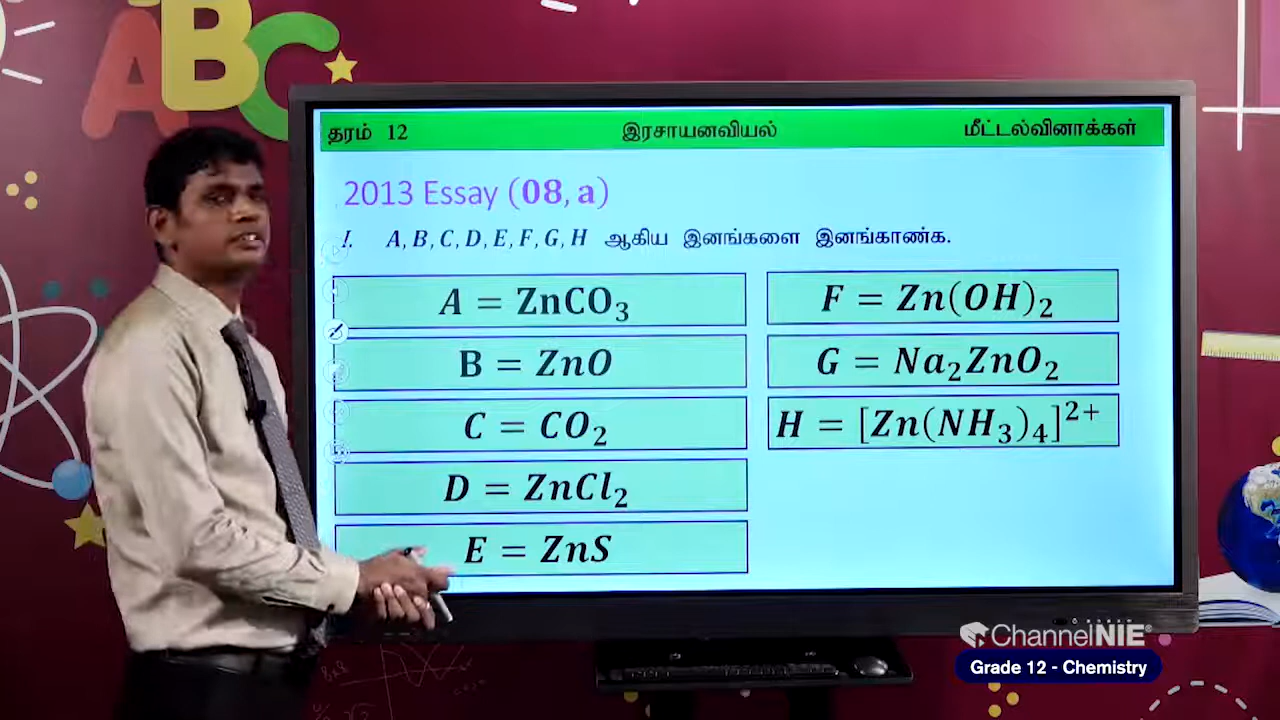 ABC
தரம் 12 இரசாயனவியல் மீட்டல்வினாக்கள்
2013 Essay (08, a)
I. A, B, C, D, E, F, G, H ஆகிய இனங்களை இனங்காண்க.
A = ZnCO₃
B = ZnO
C = CO₂
D = ZnCl₂
E = ZnS
F = Zn(OH)₂
G = Na₂ZnO₂
H = [Zn(NH₃)₄]²⁺
ChannelNIE
Grade 12 - Chemistry